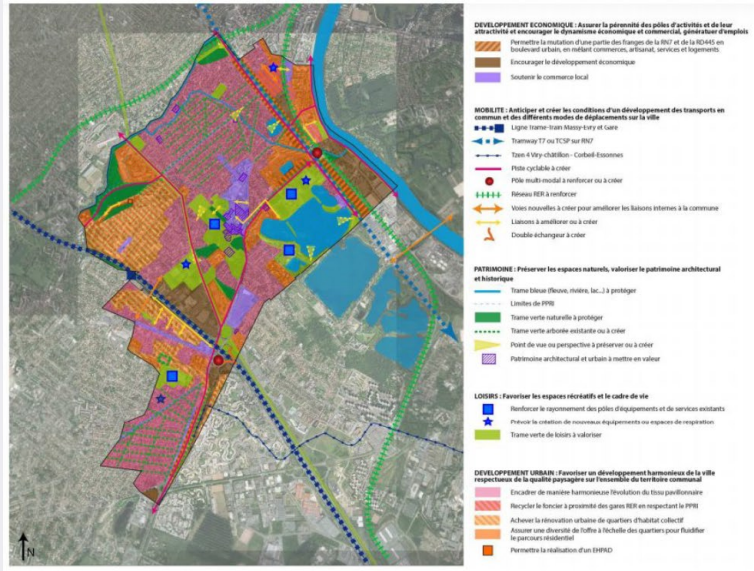 DEVELOPPEMENT ECONOMIQUE : Assurer la pérennité des pôles d'activités et de leur
attractivité et encourager le dynamisme économique et commercial, génératuer d'emplois
Permettre la mutation d'une partie des franges de la RN7 et de la RD445 en
boulevard urbain, en mêlant commerces, artisanat, services et logements
Encourager le développement économique
Soutenir le commerce local
MOBILITE : Anticiper et créer les conditions d'un développement des transports en
commun et des différents modes de déplacements sur la ville
Ligne Trame-train Massy-Evry et Gare
Tramway T7 ou TCSP sur RN7
Tzen 4 Viry-châtillon - Corbeil-Essonnes
Piste cyclable à créer
Pôle multi-modal à renforcer ou à créer
Réseau RER à renforcer
Voies nouvelles à créer pour améliorer les liaisons internes à la commune
Liaisons à améliorer ou à créer
Double échangeur à créer
PATRIMOINE : Préserver les espaces naturels, valoriser le patrimoine architectural
et historique
Trame bleue (fleuve, rivière, lac...) à protéger
Limites de PPRI
Trame verte naturelle à protéger
Trame verte arborée existante ou à créer
Point de vue ou perspective à préserver ou à créer
Patrimoine architectural et urbain à mettre en valeur
LOISIRS : Favoriser les espaces récréatifs et le cadre de vie
Renforcer le rayonnement des pôles d'équipements et de services existants
Prévoir la création de nouveaux équipements ou espaces de respiration
Trame verte de loisirs à valoriser
DEVELOPPEMENT URBAIN : Favoriser un développement harmonieux de la ville
respectueux de la qualité paysagère sur l'ensemble du territoire communal
Encadrer de manière harmonieuse l'évolution du tissu pavillonnaire
Recycler le foncier à proximité des gares RER en respectant le PPRI
Achever la rénovation urbaine de quartiers d'habitat collectif
Assurer une diversité de l'offre à l'échelle des quartiers pour fluidifier
le parcours résidentiel
Permettre la réalisation d'un EHPAD
N